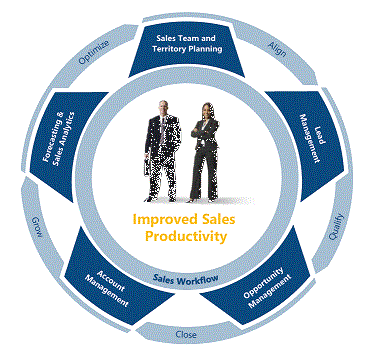 Sales Team and
Territory Planning
Align
Lead
Management
Qualify
Opportunity
Management
Close
Account
Management
Grow
Forecasting &
Sales Analytics
Optimize
Improved Sales
Productivity
Sales Workflow